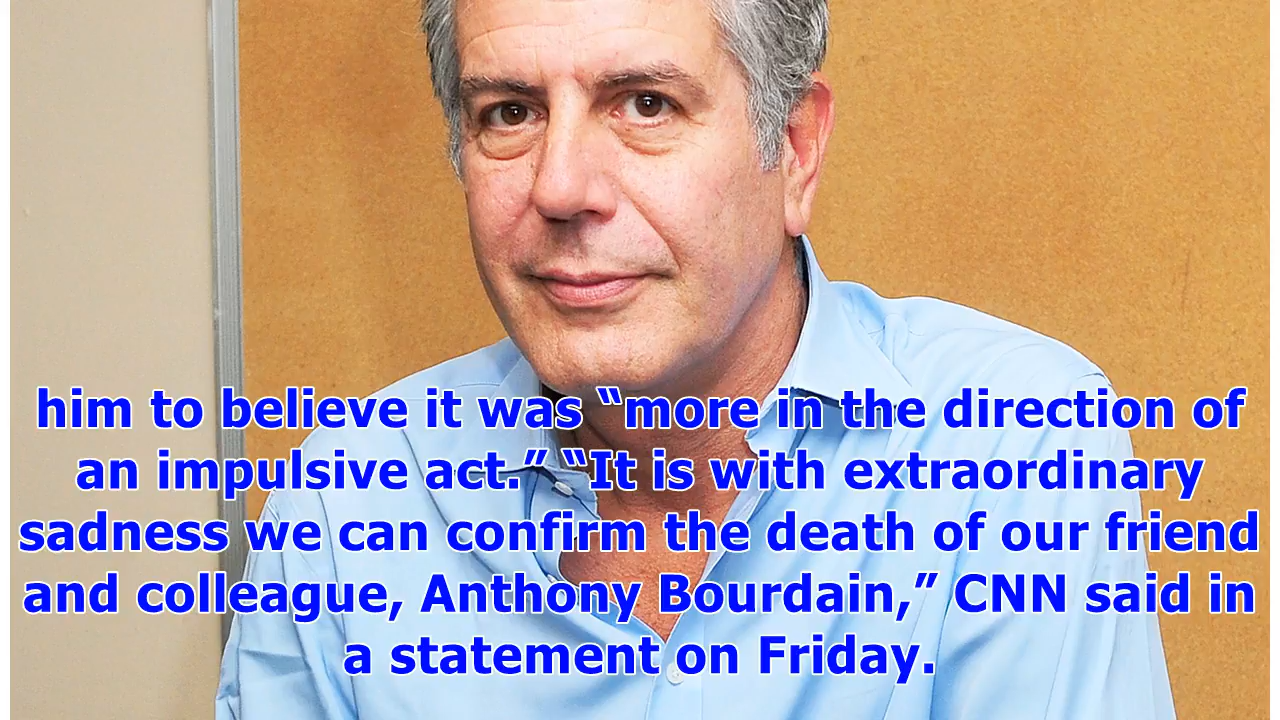 him to believe it was “more in the direction of
an impulsive act.” “It is with extraordinary
sadness we can confirm the death of our friend
and colleague, Anthony Bourdain,” CNN said in
a statement on Friday.